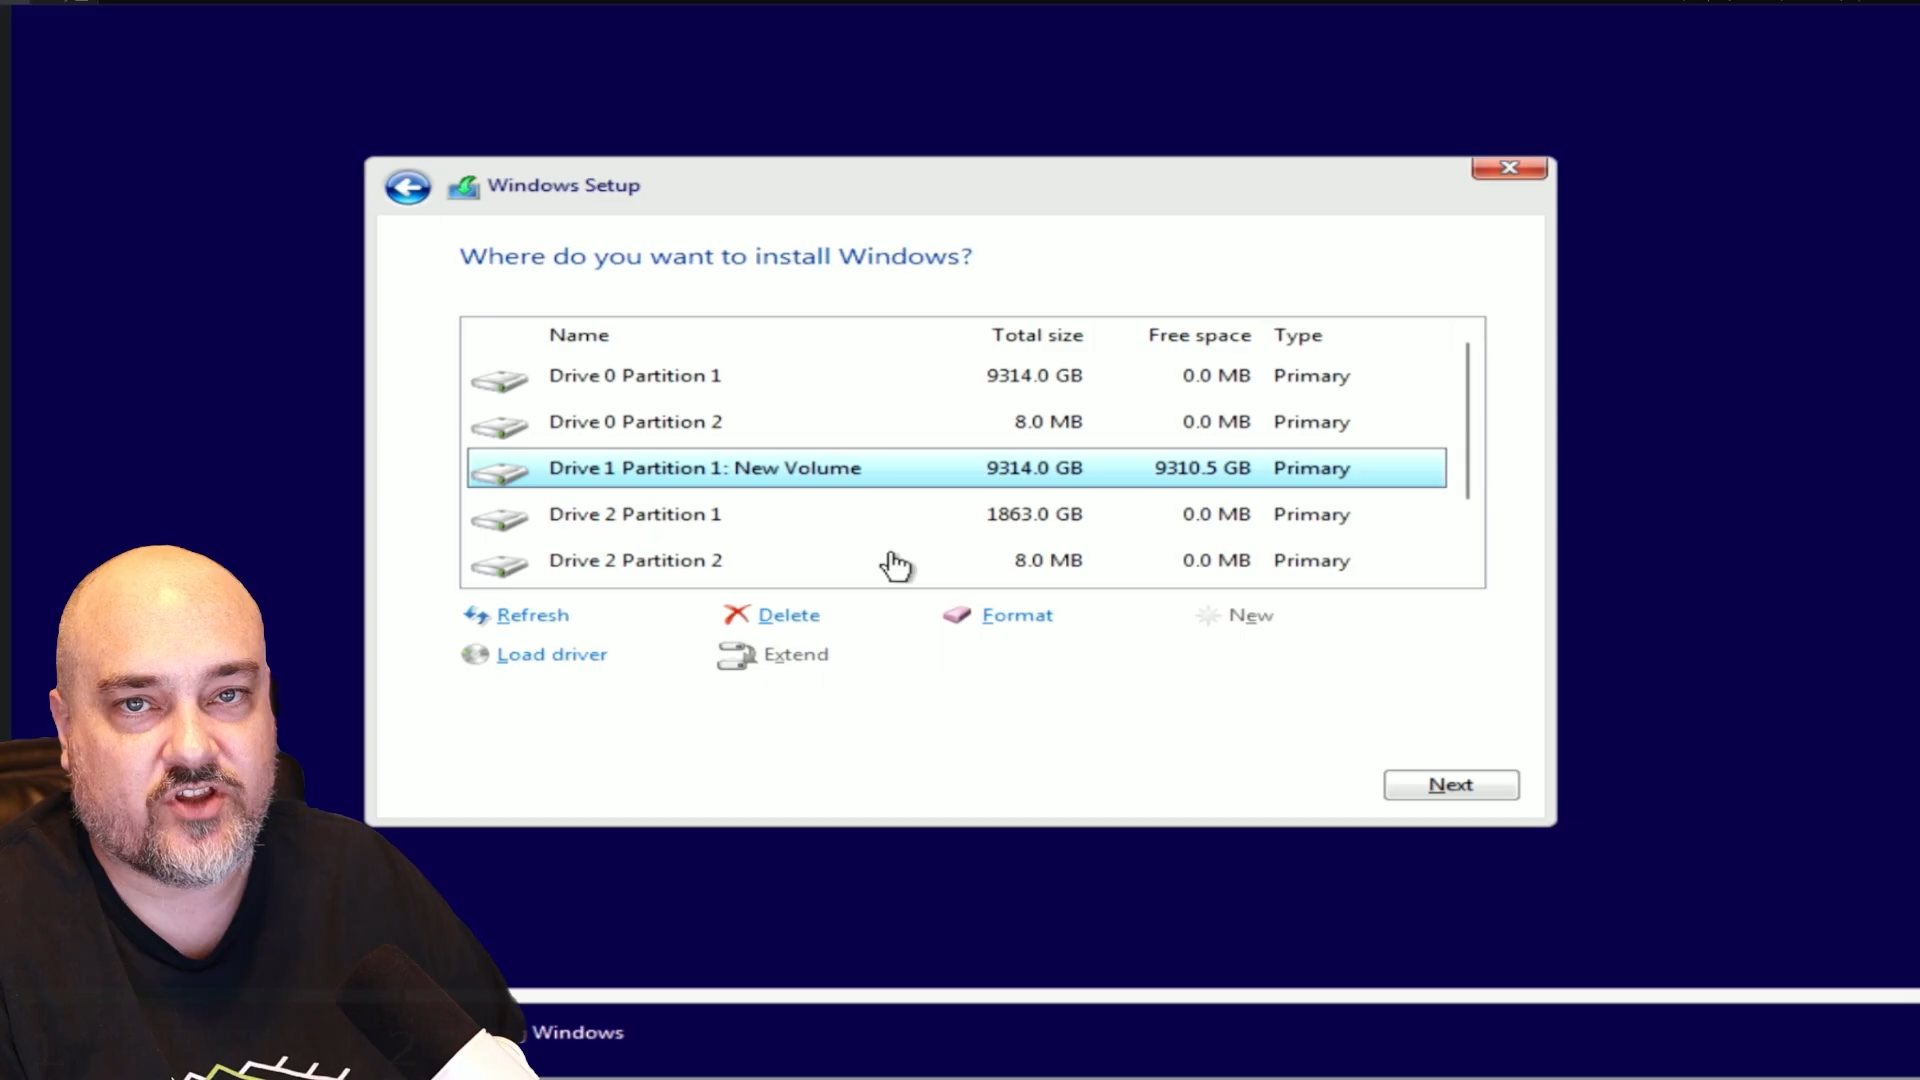 Windows Setup
Where do you want to install Windows?
Name Total size Free space Type
Drive 0 Partition 1 9314.0 GB 0.0 MB Primary
Drive 0 Partition 2 8.0 MB 0.0 MB Primary
Drive 1 Partition 1: New Volume 9314.0 GB 9310.5 GB Primary
Drive 2 Partition 1 1863.0 GB 0.0 MB Primary
Drive 2 Partition 2 8.0 MB 0.0 MB Primary
Refresh Delete Format New
Load driver Extend
Next
Windows